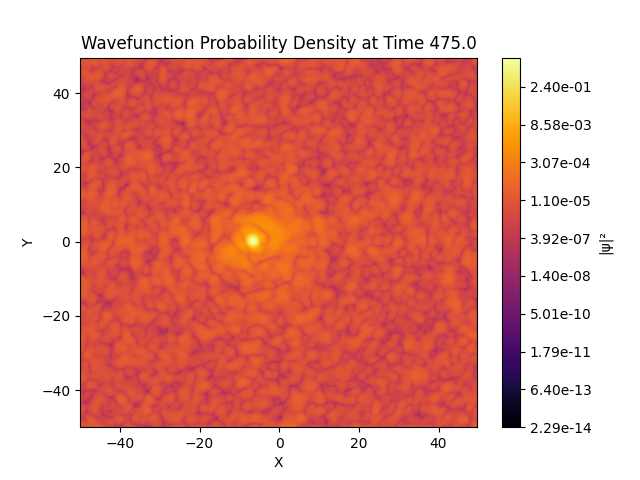 Wavefunction Probability Density at Time 475.0
40
20
0
−20
−40
Y
−40 −20 0 20 40
X
2.40e-01
8.58e-03
3.07e-04
1.10e-05
3.92e-07
1.40e-08
5.01e-10
1.79e-11
6.40e-13
2.29e-14
|ψ|²